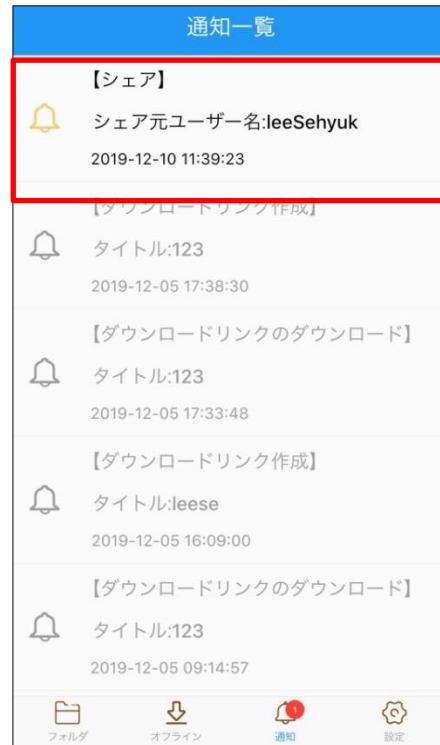 通知一覧
【シェア】
シェア元ユーザー名:leeSehyuk
2019-12-10 11:39:23
【ダウンロードリンク作成】
タイトル:123
2019-12-05 17:38:30
【ダウンロードリンクのダウンロード】
タイトル:123
2019-12-05 17:33:48
【ダウンロードリンク作成】
タイトル:leese
2019-12-05 16:09:00
【ダウンロードリンクのダウンロード】
タイトル:123
2019-12-05 09:14:57
1
フォルダ オフライン 通知 設定